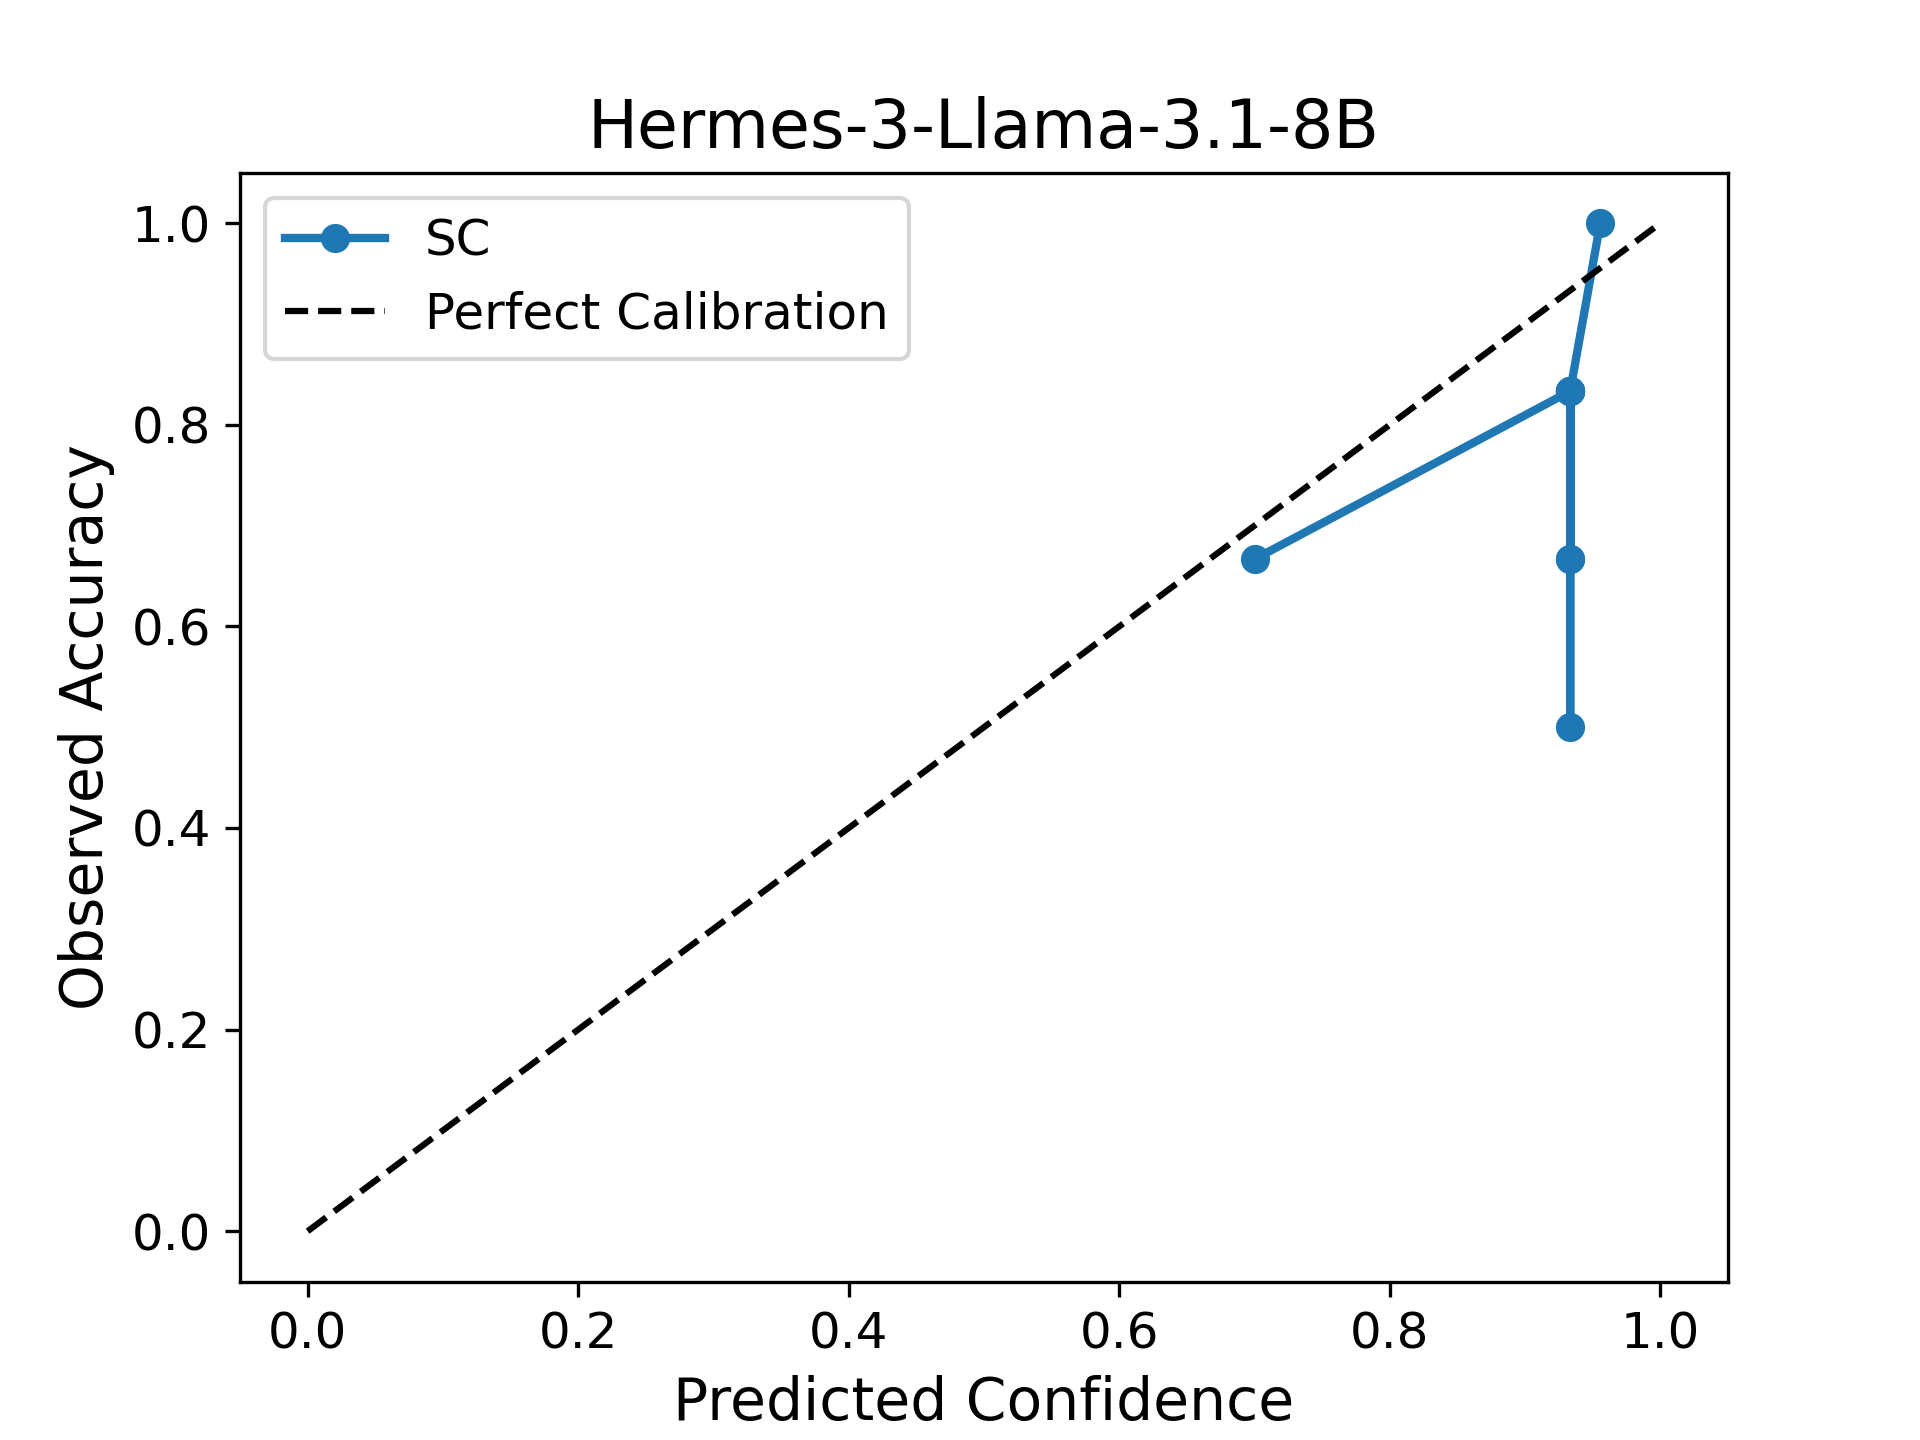 Hermes-3-Llama-3.1-8B
SC
Perfect Calibration
1.0
0.8
0.6
0.4
0.2
0.0
Observed Accuracy
0.0 0.2 0.4 0.6 0.8 1.0
Predicted Confidence